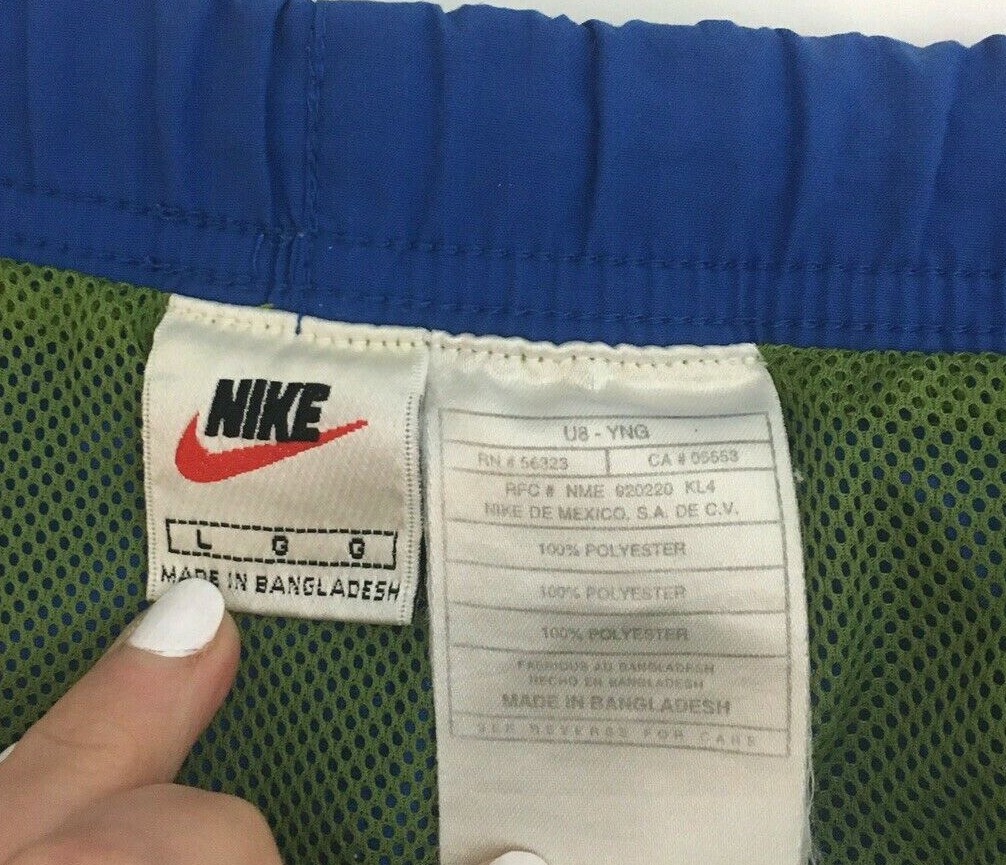 NIKE
L G G
MADE IN BANGLADESH
U8 - YNG
RN # 56323 CA # 05553
RFC # NME 920220 KL4
NIKE DE MEXICO, S.A. DE C.V.
100% POLYESTER
100% POLYESTER
100% POLYESTER
FABRIQUE AU BANGLADESH
HECHO EN BANGLADESH
MADE IN BANGLADESH
SEE REVERSE FOR CARE